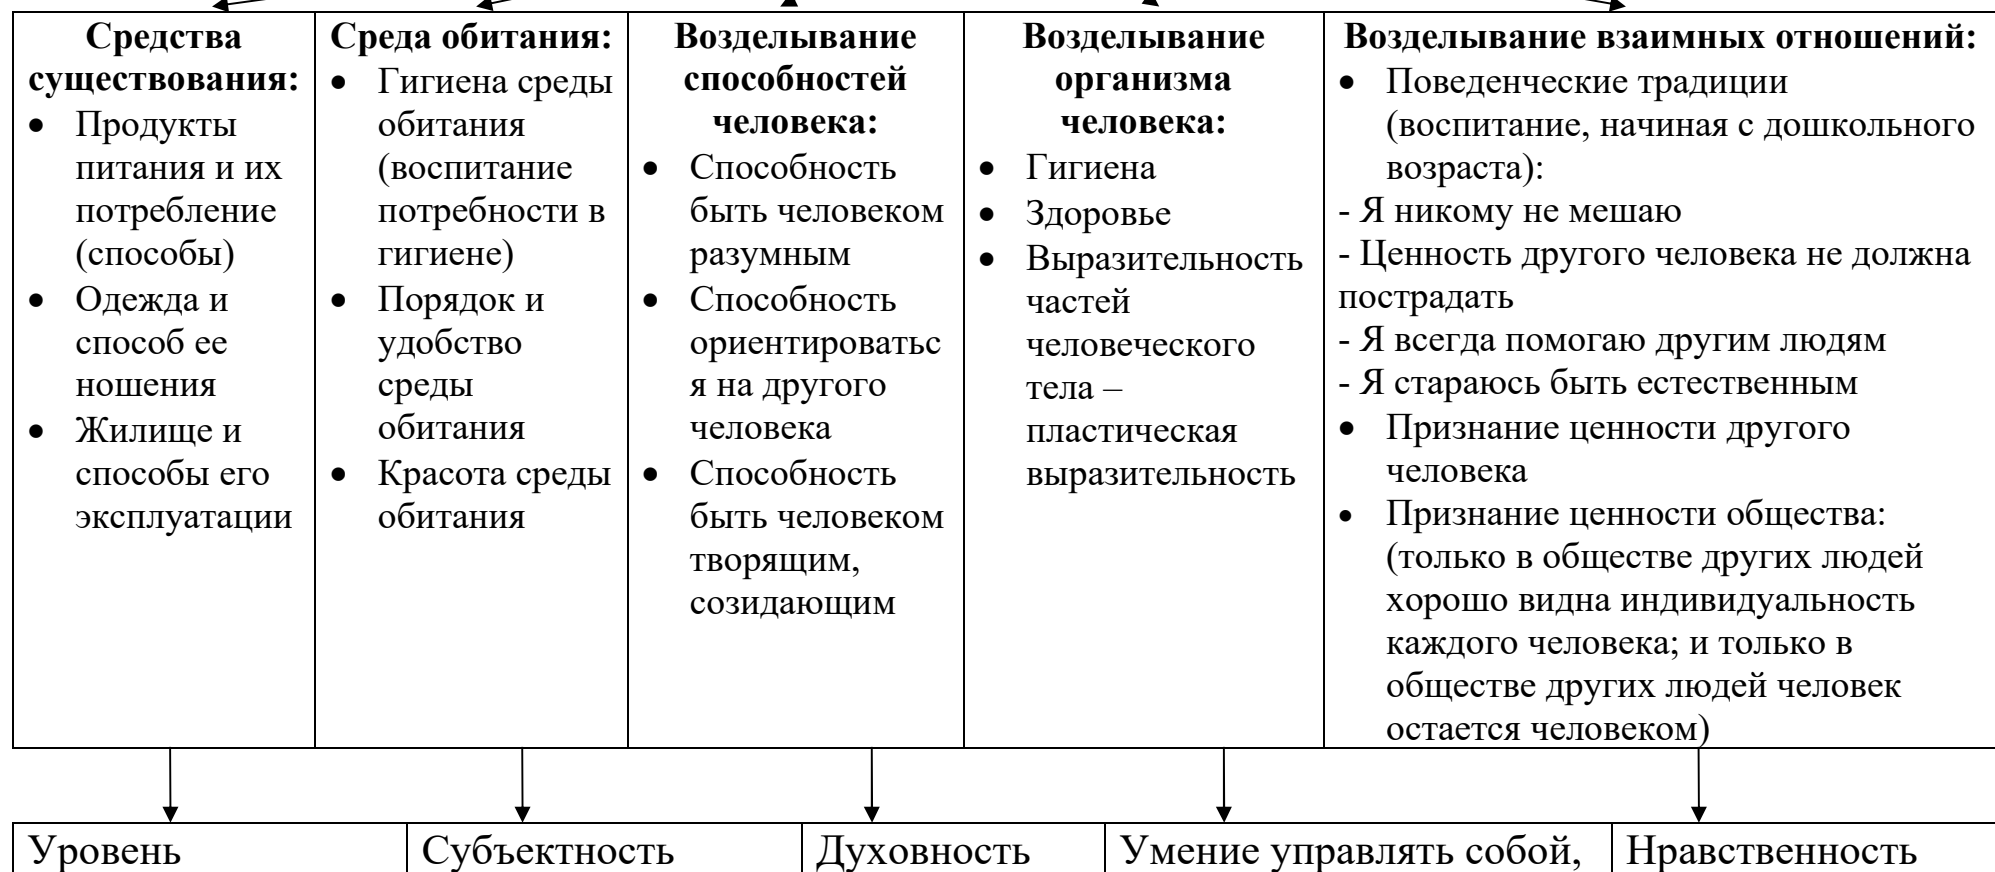 Средства
существования:
• Продукты
питания и их
потребление
(способы)
• Одежда и
способ ее
ношения
• Жилище и
способы его
эксплуатации
Среда обитания:
• Гигиена среды
обитания
(воспитание
потребности в
гигиене)
• Порядок и
удобство
среды
обитания
• Красота среды
обитания
Возделывание
способностей
человека:
• Способность
быть человеком
разумным
• Способность
ориентироватьс
я на другого
человека
• Способность
быть человеком
творящим,
созидающим
Возделывание
организма
человека:
• Гигиена
• Здоровье
• Выразительность
частей
человеческого
тела –
пластическая
выразительность
Возделывание взаимных отношений:
• Поведенческие традиции
(воспитание, начиная с дошкольного
возраста):
- Я никому не мешаю
- Ценность другого человека не должна
пострадать
- Я всегда помогаю другим людям
- Я стараюсь быть естественным
• Признание ценности другого
человека
• Признание ценности общества:
(только в обществе других людей
хорошо видна индивидуальность
каждого человека; и только в
обществе других людей человек
остается человеком)
Уровень
Субъектность
Духовность
Умение управлять собой,
Нравственность